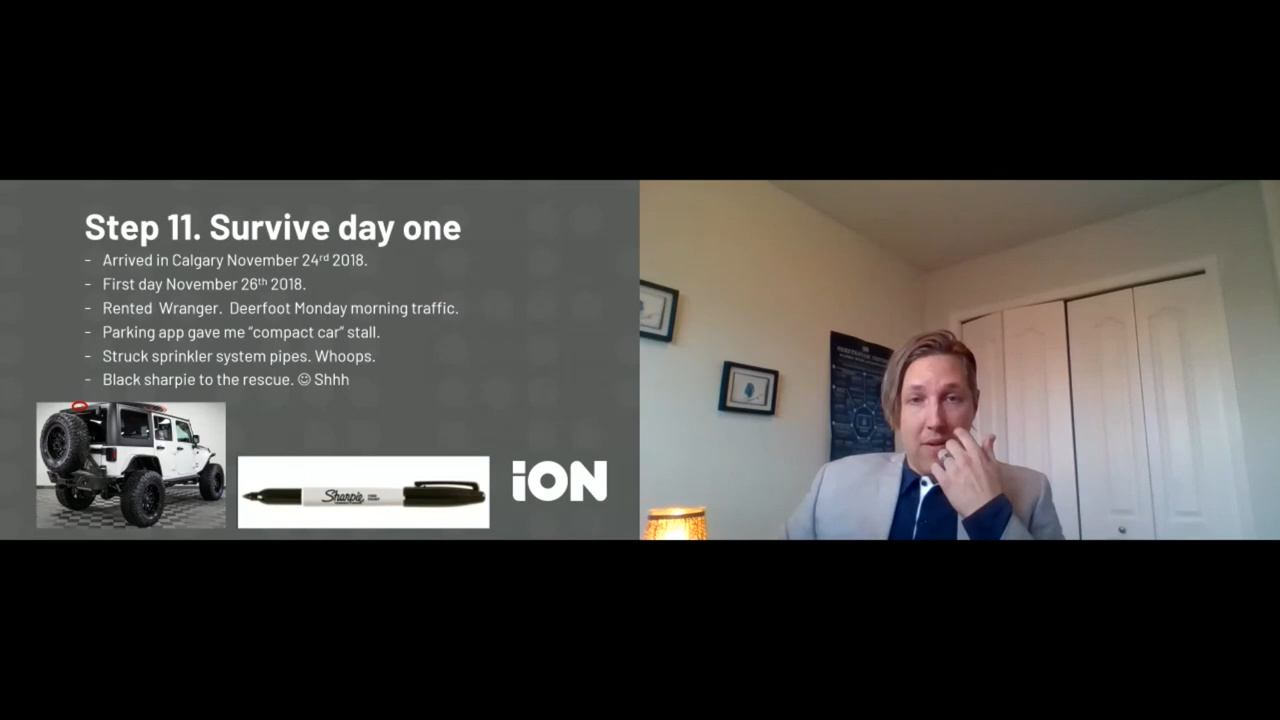 Step 11. Survive day one
- Arrived in Calgary November 24rd 2018.
- First day November 26th 2018.
- Rented Wranger. Deerfoot Monday morning traffic.
- Parking app gave me “compact car” stall.
- Struck sprinkler system pipes. Whoops.
- Black sharpie to the rescue. ☺ Shhh
Sharpie
iON